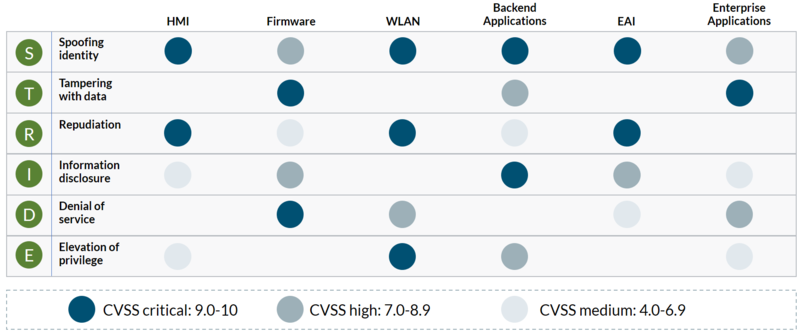 HMI
Firmware
WLAN
Backend
Applications
EAI
Enterprise
Applications
S
Spoofing
identity
T
Tampering
with data
R
Repudiation
I
Information
disclosure
D
Denial of
service
E
Elevation of
privilege
CVSS critical: 9.0-10
CVSS high: 7.0-8.9
CVSS medium: 4.0-6.9